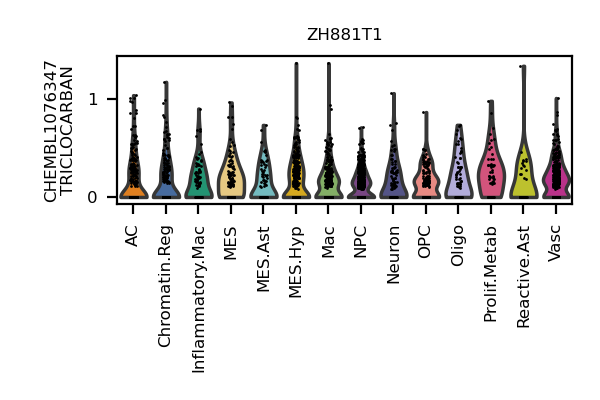 ZH881T1
CHEMBL1076347
TRICLOCARBAN
1
0
AC
Chromatin.Reg
Inflammatory.Mac
MES
MES.Ast
MES.Hyp
Mac
NPC
Neuron
OPC
Oligo
Prolif.Metab
Reactive.Ast
Vasc